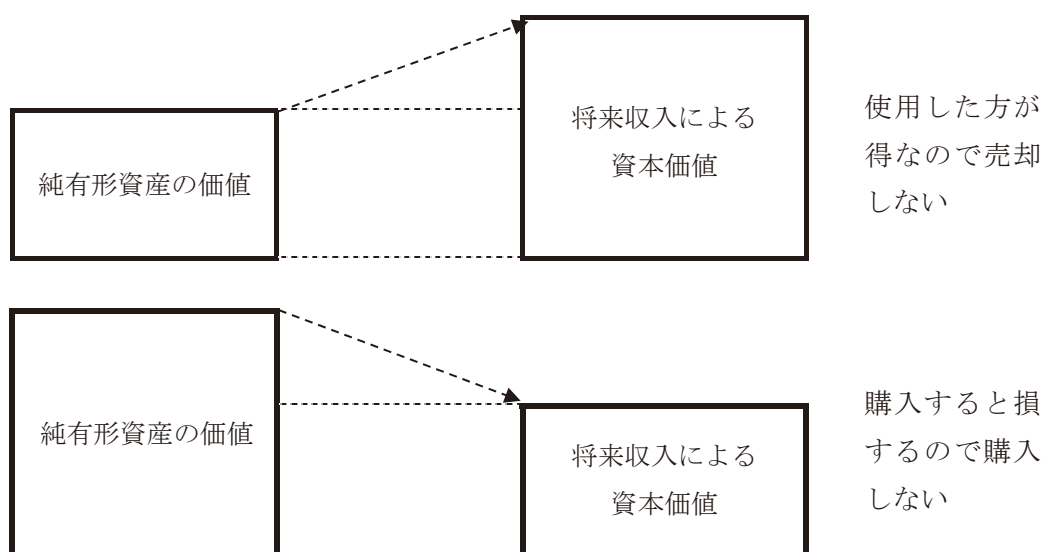 純有形資産の価値
将来収入による
資本価値
使用した方が
得なので売却
しない
純有形資産の価値
将来収入による
資本価値
購入すると損
するので購入
しない